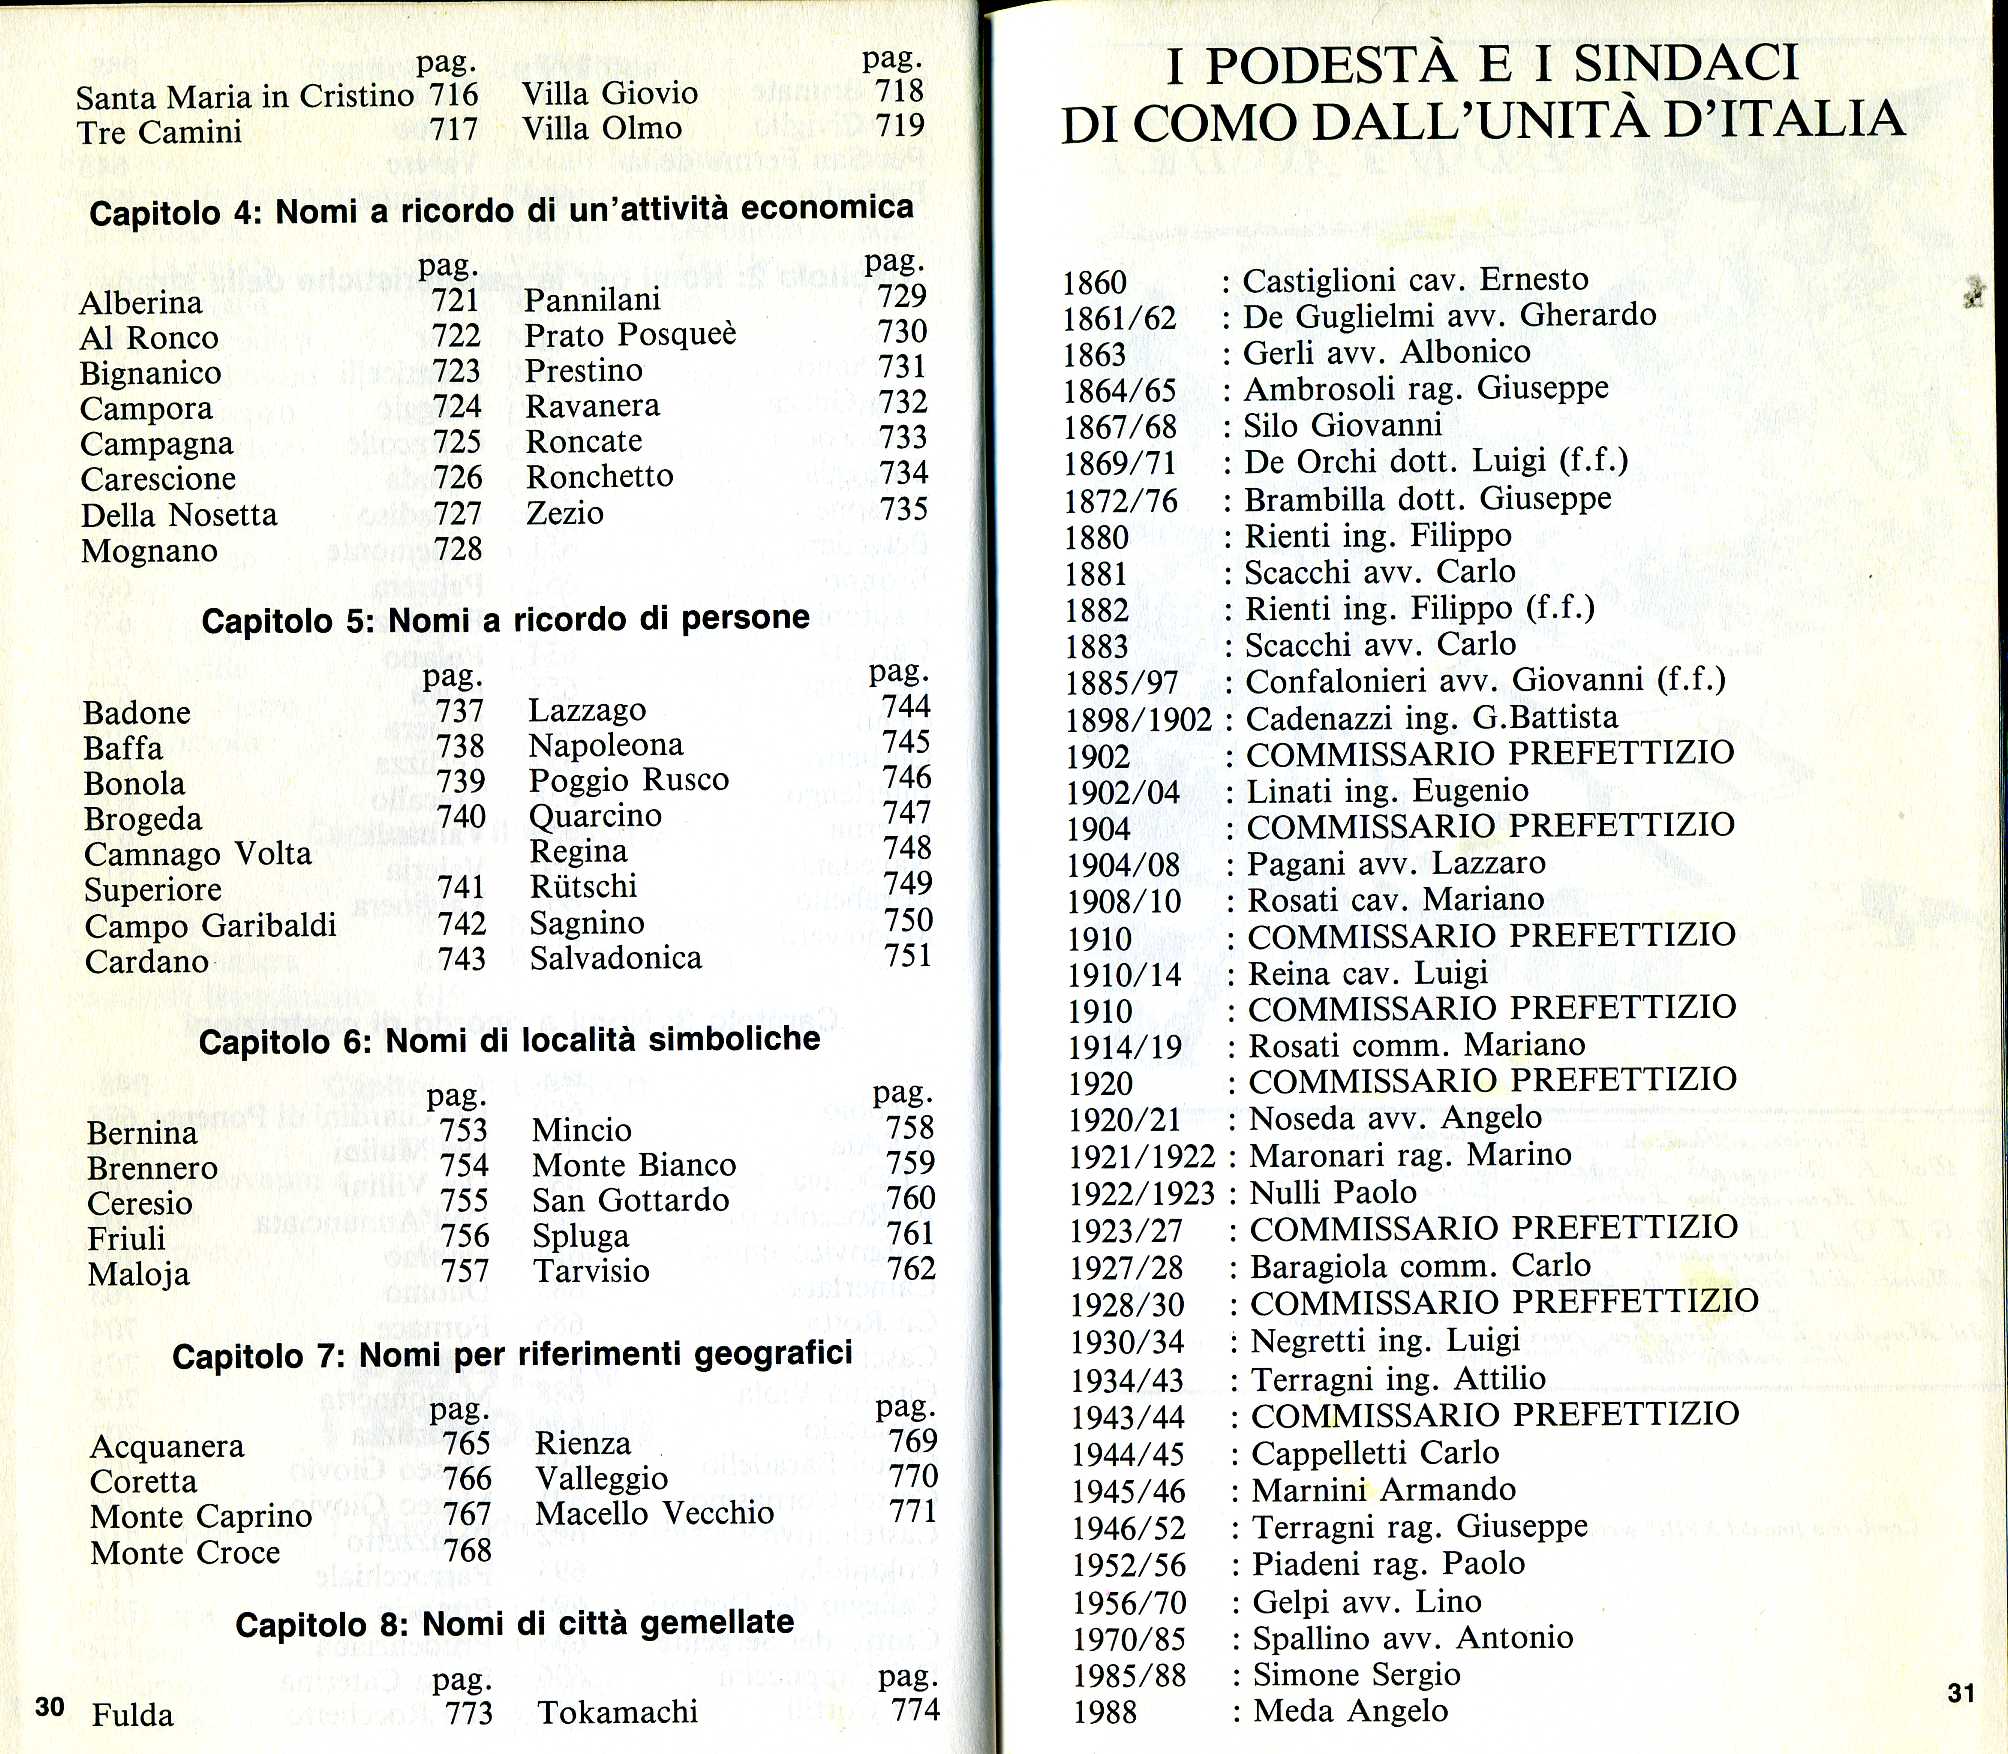 pag. pag.
Santa Maria in Cristino 716 Villa Giovio 718
Tre Camini 717 Villa Olmo 719
Capitolo 4: Nomi a ricordo di un'attività economica
pag. pag.
Alberina 721 Pannilani 729
Al Ronco 722 Prato Posqueè 730
Bignanico 723 Prestino 731
Campora 724 Ravanera 732
Campagna 725 Roncate 733
Carescione 726 Ronchetto 734
Della Nosetta 727 Zezio 735
Mognano 728
Capitolo 5: Nomi a ricordo di persone
pag. pag.
Badone 737 Lazzago 744
Baffa 738 Napoleona 745
Bonola 739 Poggio Rusco 746
Brogeda 740 Quarcino 747
Camnago Volta Regina 748
Superiore 741 Rütschi 749
Campo Garibaldi 742 Sagnino 750
Cardano 743 Salvadonica 751
Capitolo 6: Nomi di località simboliche
pag. pag.
Bernina 753 Mincio 758
Brennero 754 Monte Bianco 759
Ceresio 755 San Gottardo 760
Friuli 756 Spluga 761
Maloja 757 Tarvisio 762
Capitolo 7: Nomi per riferimenti geografici
pag. pag.
Acquanera 765 Rienza 769
Coretta 766 Valleggio 770
Monte Caprino 767 Macello Vecchio 771
Monte Croce 768
Capitolo 8: Nomi di città gemellate
pag. pag.
Fulda 773 Tokamachi 774
30
I PODESTÀ E I SINDACI
DI COMO DALL'UNITÀ D'ITALIA
1860 : Castiglioni cav. Ernesto
1861/62 : De Guglielmi avv. Gherardo
1863 : Gerli avv. Albonico
1864/65 : Ambrosoli rag. Giuseppe
1867/68 : Silo Giovanni
1869/71 : De Orchi dott. Luigi (f.f.)
1872/76 : Brambilla dott. Giuseppe
1880 : Rienti ing. Filippo
1881 : Scacchi avv. Carlo
1882 : Rienti ing. Filippo (f.f.)
1883 : Scacchi avv. Carlo
1885/97 : Confalonieri avv. Giovanni (f.f.)
1898/1902 : Cadenazzi ing. G.Battista
1902 : COMMISSARIO PREFETTIZIO
1902/04 : Linati ing. Eugenio
1904 : COMMISSARIO PREFETTIZIO
1904/08 : Pagani avv. Lazzaro
1908/10 : Rosati cav. Mariano
1910 : COMMISSARIO PREFETTIZIO
1910/14 : Reina cav. Luigi
1910 : COMMISSARIO PREFETTIZIO
1914/19 : Rosati comm. Mariano
1920 : COMMISSARIO PREFETTIZIO
1920/21 : Noseda avv. Angelo
1921/1922 : Maronari rag. Marino
1922/1923 : Nulli Paolo
1923/27 : COMMISSARIO PREFETTIZIO
1927/28 : Baragiola comm. Carlo
1928/30 : COMMISSARIO PREFFETTIZIO
1930/34 : Negretti ing. Luigi
1934/43 : Terragni ing. Attilio
1943/44 : COMMISSARIO PREFETTIZIO
1944/45 : Cappelletti Carlo
1945/46 : Marnini Armando
1946/52 : Terragni rag. Giuseppe
1952/56 : Piadeni rag. Paolo
1956/70 : Gelpi avv. Lino
1970/85 : Spallino avv. Antonio
1985/88 : Simone Sergio
1988 : Meda Angelo
31